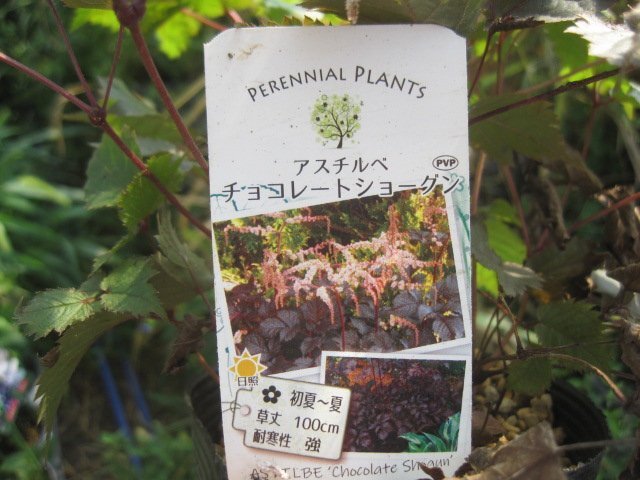 PERENNIAL PLANTS
アスチルベ
PVP
チョコレートショーグン
日照
初夏～夏
草丈 100cm
耐寒性 強
ASTILBE 'Chocolate Shogun'